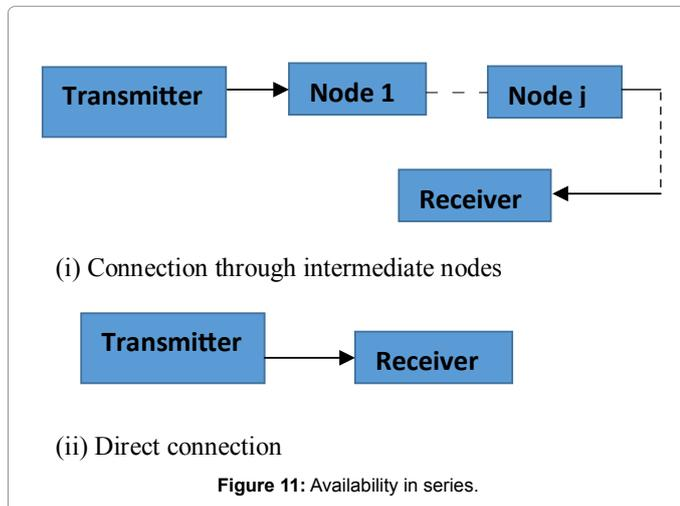 Transmitter
Node 1
Node j
Receiver
(i) Connection through intermediate nodes
Transmitter
Receiver
(ii) Direct connection
Figure 11: Availability in series.